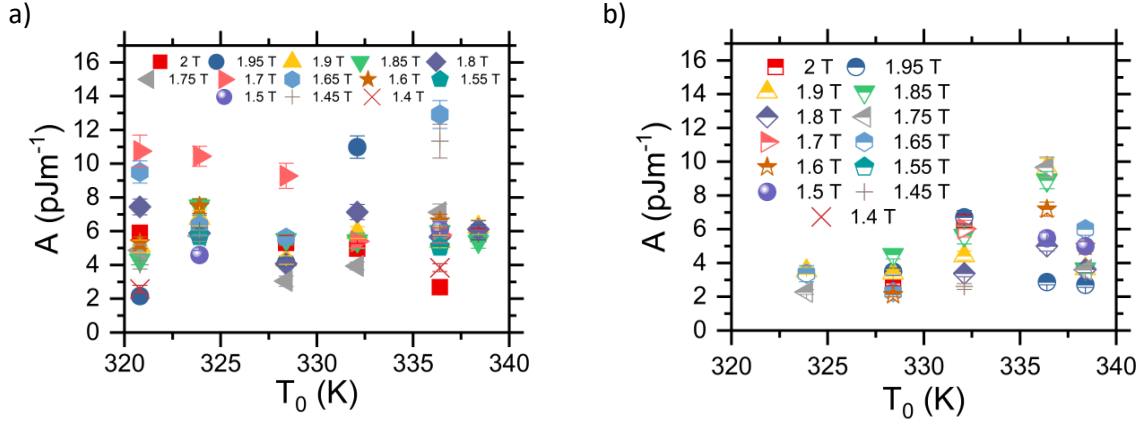 a)
16
14
12
10
8
6
4
2
0
A (pJm⁻¹)
2 T 1.95 T 1.9 T 1.85 T 1.8 T
1.75 T 1.7 T 1.65 T 1.6 T 1.55 T
1.5 T 1.45 T 1.4 T
320 325 330 335 340
T₀ (K)
b)
16
14
12
10
8
6
4
2
0
A (pJm⁻¹)
2 T 1.95 T
1.9 T 1.85 T
1.8 T 1.75 T
1.7 T 1.65 T
1.6 T 1.55 T
1.5 T 1.45 T
1.4 T
320 325 330 335 340
T₀ (K)